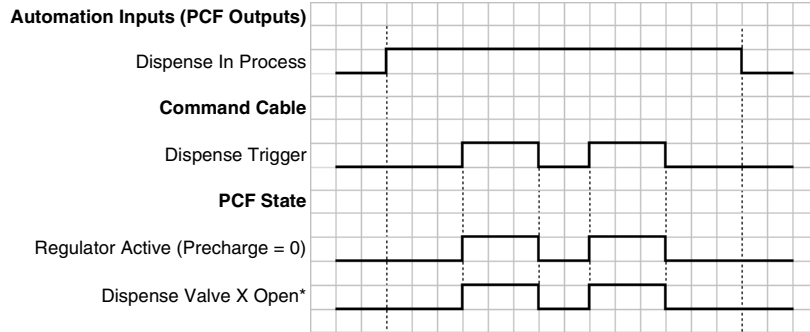 Automation Inputs (PCF Outputs)
Dispense In Process
Command Cable
Dispense Trigger
PCF State
Regulator Active (Precharge = 0)
Dispense Valve X Open*